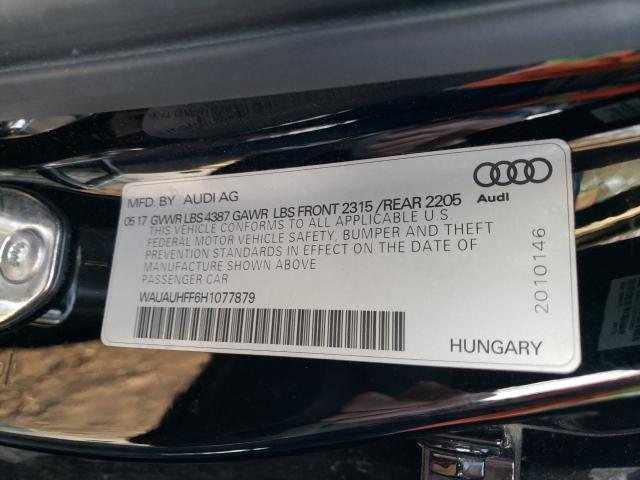 MFD. BY AUDI AG
05 17 GVWR LBS 4387 GAWR LBS FRONT 2315 /REAR 2205
THIS VEHICLE CONFORMS TO ALL APPLICABLE U.S.
FEDERAL MOTOR VEHICLE SAFETY, BUMPER AND THEFT
PREVENTION STANDARDS IN EFFECT ON THE DATE OF
MANUFACTURE SHOWN ABOVE
PASSENGER CAR
WAUAUHFF6H1077879
Audi
2010146
HUNGARY